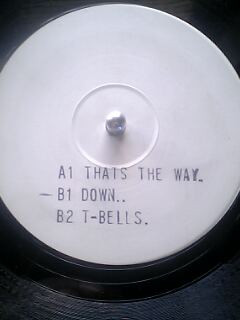 A1 THATS THE WAY..
– B1 DOWN..
B2 T-BELLS.